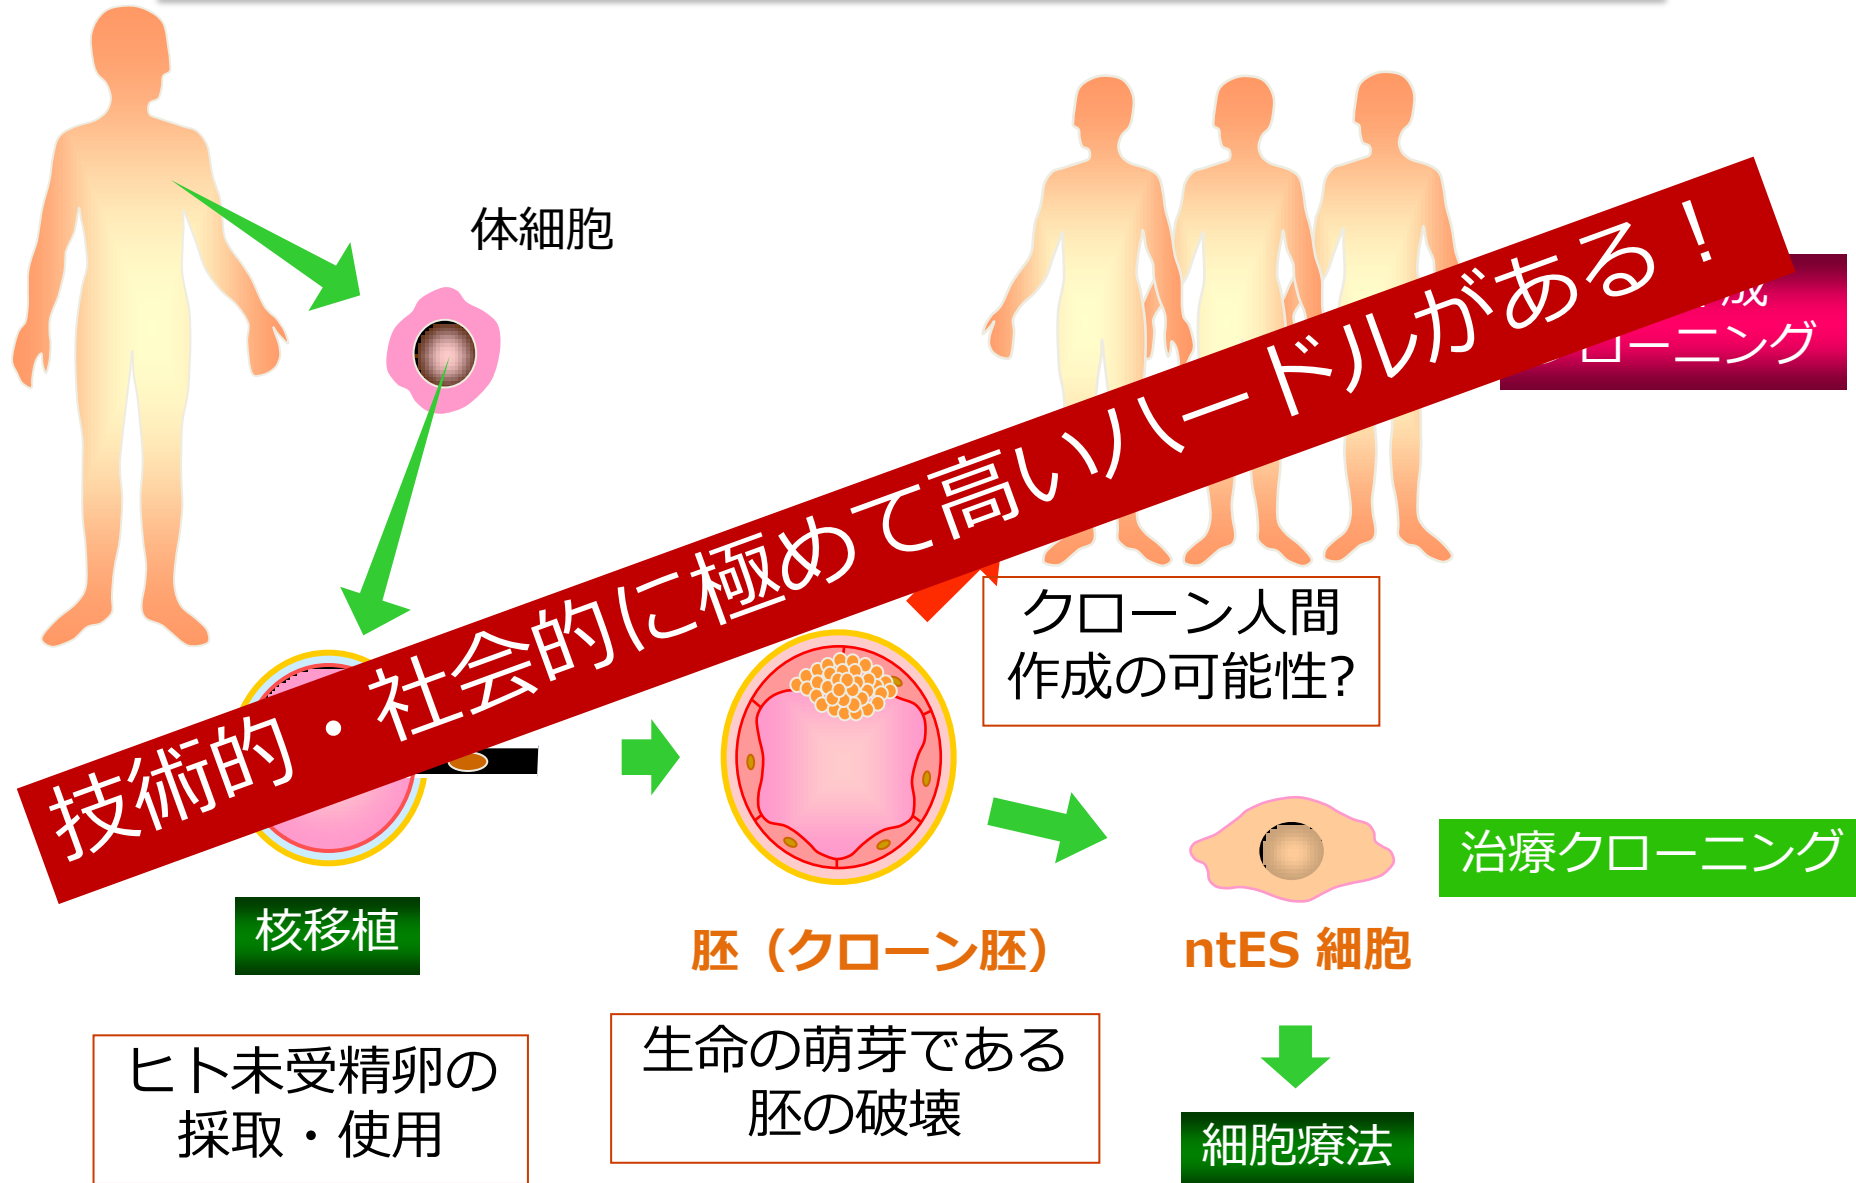 体細胞
技術的・社会的に極めて高いハードルがある！
成
ローニング
クローン人間
作成の可能性?
治療クローニング
核移植
胚（クローン胚）
ntES 細胞
ヒト未受精卵の
採取・使用
生命の萌芽である
胚の破壊
細胞療法